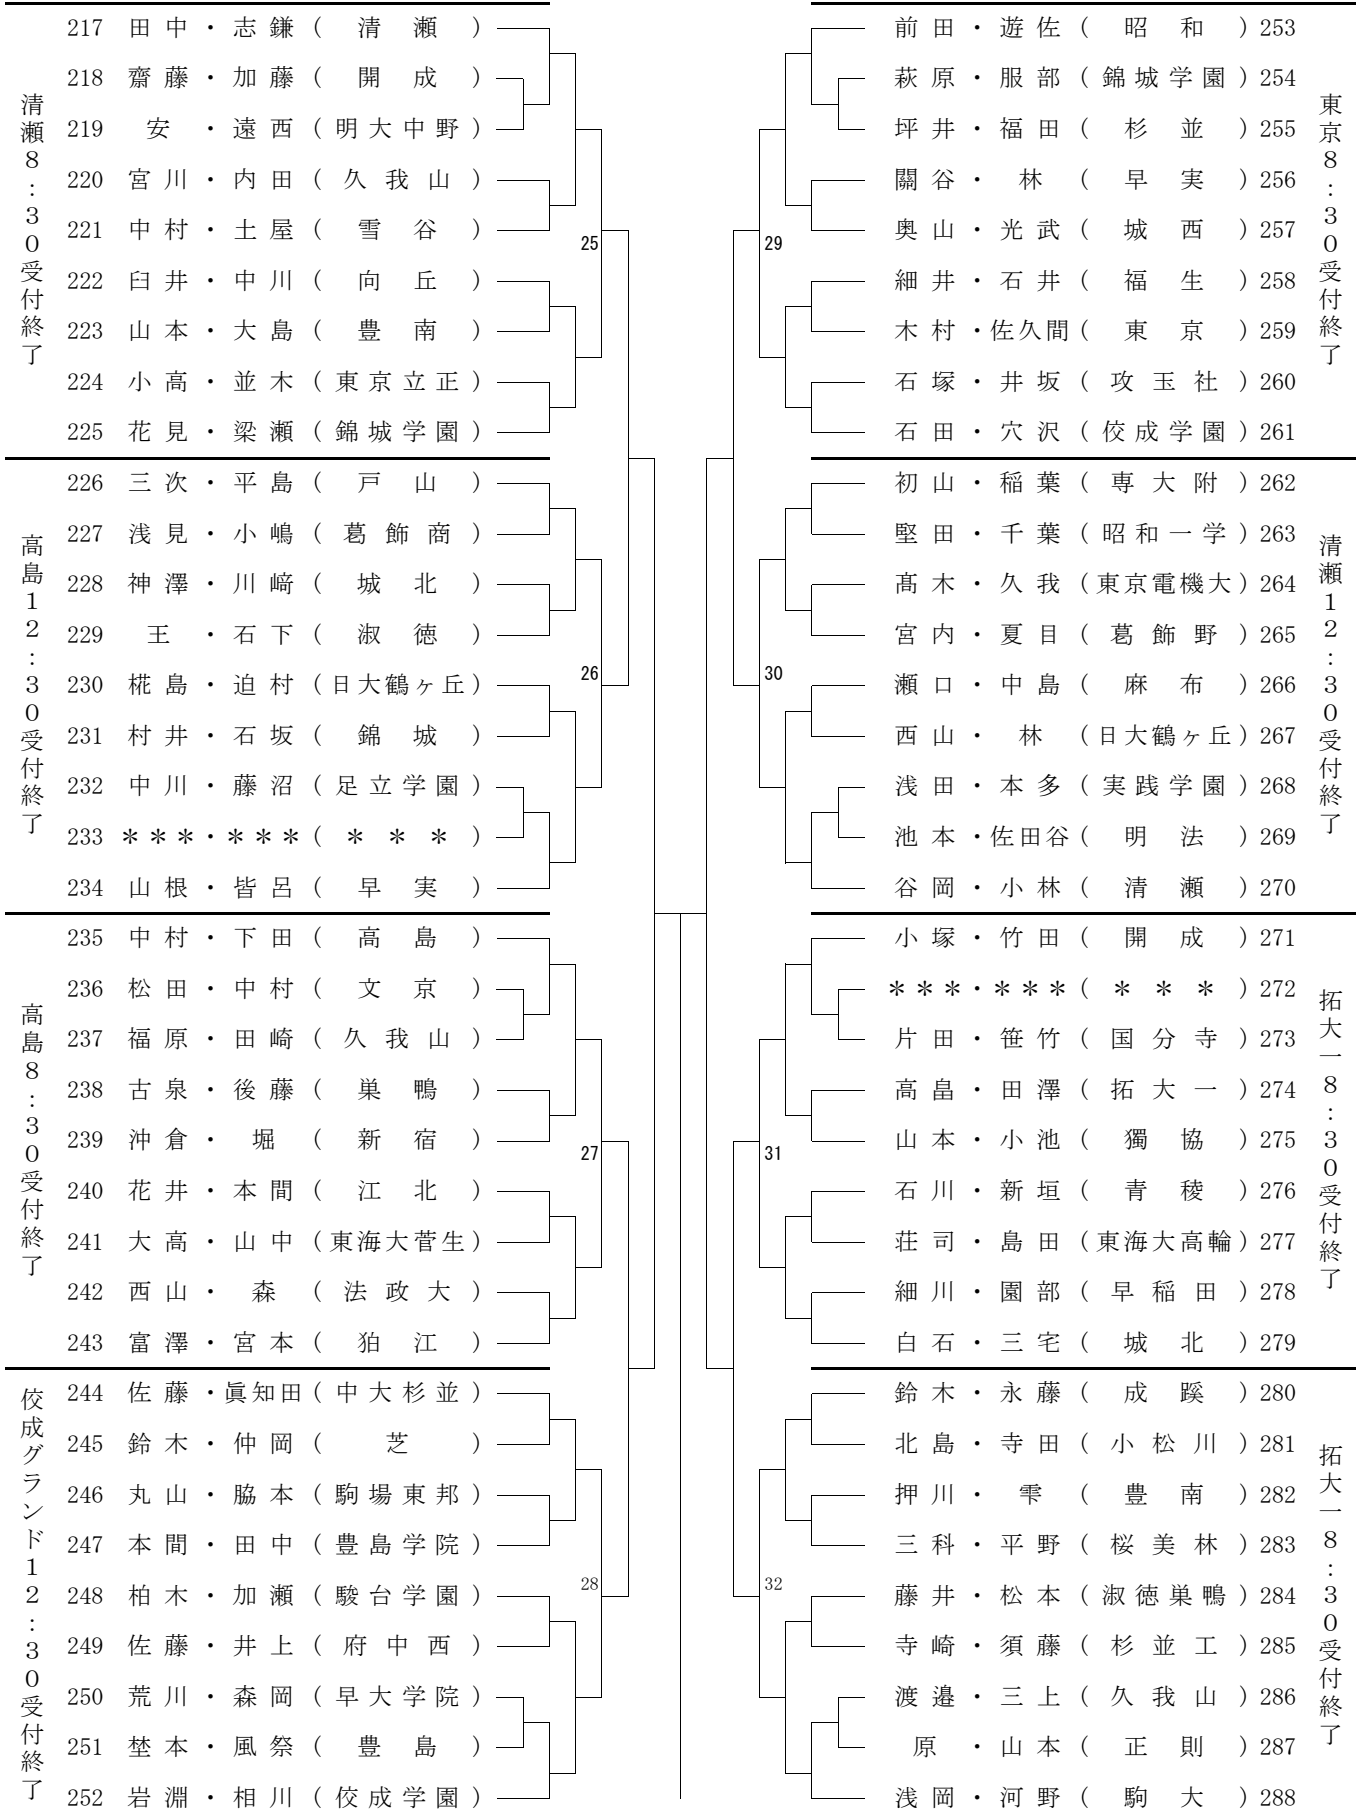 清瀬8:30受付終了
217 田中・志鎌(清瀬)
218 齋藤・加藤(開成)
219 安・遠西(明大中野)
220 宮川・内田(久我山)
221 中村・土屋(雪谷)
222 臼井・中川(向丘)
223 山本・大島(豊南)
224 小高・並木(東京立正)
225 花見・梁瀬(錦城学園)
25
高島12:30受付終了
226 三次・平島(戸山)
227 浅見・小嶋(葛飾商)
228 神澤・川﨑(城北)
229 王・石下(淑徳)
230 椛島・迫村(日大鶴ヶ丘)
231 村井・石坂(錦城)
232 中川・藤沼(足立学園)
233 ***・***(***)
234 山根・皆呂(早実)
26
高島8:30受付終了
235 中村・下田(高島)
236 松田・中村(文京)
237 福原・田崎(久我山)
238 古泉・後藤(巣鴨)
239 沖倉・堀(新宿)
240 花井・本間(江北)
241 大高・山中(東海大菅生)
242 西山・森(法政大)
243 富澤・宮本(狛江)
27
佼成グランド12:30受付終了
244 佐藤・眞知田(中大杉並)
245 鈴木・仲岡(芝)
246 丸山・脇本(駒場東邦)
247 本間・田中(豊島学院)
248 柏木・加瀬(駿台学園)
249 佐藤・井上(府中西)
250 荒川・森岡(早大学院)
251 埜本・風祭(豊島)
252 岩淵・相川(佼成学園)
28
前田・遊佐(昭和)253
萩原・服部(錦城学園)254
坪井・福田(杉並)255
關谷・林(早実)256
奥山・光武(城西)257
細井・石井(福生)258
木村・佐久間(東京)259
石塚・井坂(攻玉社)260
石田・穴沢(佼成学園)261
東京8:30受付終了
29
初山・稲葉(専大附)262
堅田・千葉(昭和一学)263
髙木・久我(東京電機大)264
宮内・夏目(葛飾野)265
瀬口・中島(麻布)266
西山・林(日大鶴ヶ丘)267
浅田・本多(実践学園)268
池本・佐田谷(明法)269
谷岡・小林(清瀬)270
清瀬12:30受付終了
30
小塚・竹田(開成)271
***・***(***)272
片田・笹竹(国分寺)273
高畠・田澤(拓大一)274
山本・小池(獨協)275
石川・新垣(青稜)276
荘司・島田(東海大高輪)277
細川・園部(早稲田)278
白石・三宅(城北)279
拓大一8:30受付終了
31
鈴木・永藤(成蹊)280
北島・寺田(小松川)281
押川・雫(豊南)282
三科・平野(桜美林)283
藤井・松本(淑徳巣鴨)284
寺崎・須藤(杉並工)285
渡邉・三上(久我山)286
原・山本(正則)287
浅岡・河野(駒大)288
拓大一8:30受付終了
32